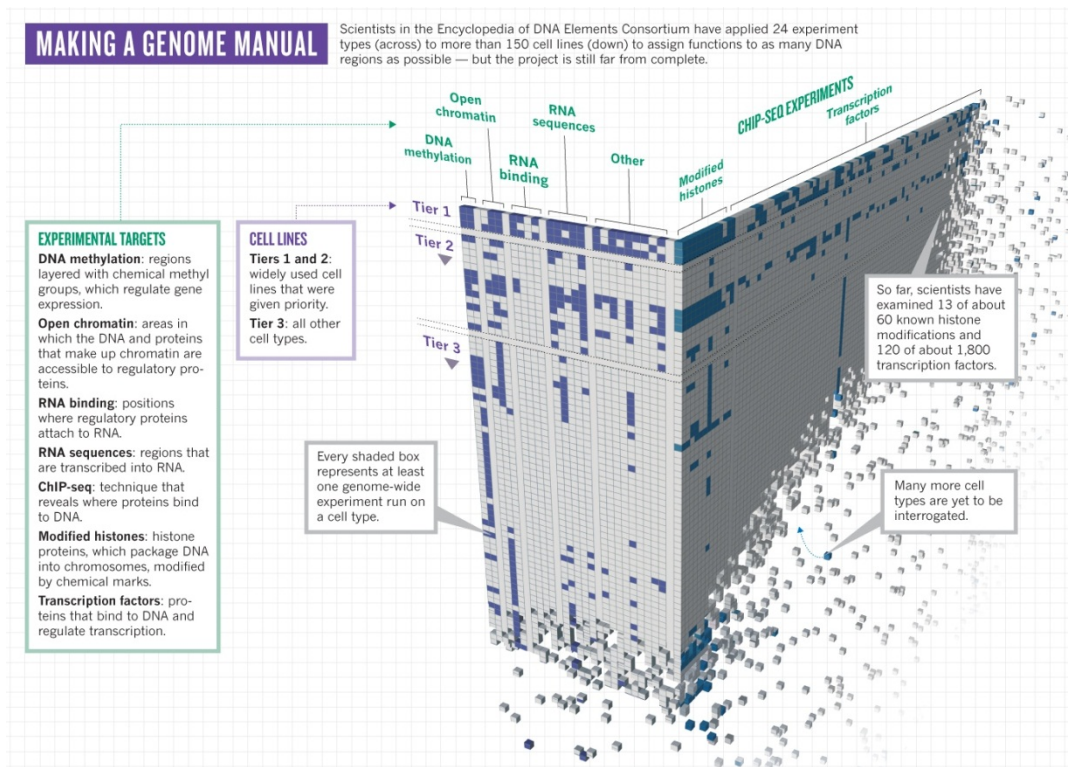 MAKING A GENOME MANUAL
Scientists in the Encyclopedia of DNA Elements Consortium have applied 24 experiment
types (across) to more than 150 cell lines (down) to assign functions to as many DNA
regions as possible — but the project is still far from complete.
CHIP-SEQ EXPERIMENTS
Open
chromatin
RNA
sequences
Transcription
factors
DNA
methylation
RNA
binding
Other
Modified
histones
Tier 1
Tier 2
Tier 3
EXPERIMENTAL TARGETS
DNA methylation: regions
layered with chemical methyl
groups, which regulate gene
expression.
Open chromatin: areas in
which the DNA and proteins
that make up chromatin are
accessible to regulatory pro-
teins.
RNA binding: positions
where regulatory proteins
attach to RNA.
RNA sequences: regions that
are transcribed into RNA.
ChIP-seq: technique that
reveals where proteins bind
to DNA.
Modified histones: histone
proteins, which package DNA
into chromosomes, modified
by chemical marks.
Transcription factors: pro-
teins that bind to DNA and
regulate transcription.
CELL LINES
Tiers 1 and 2:
widely used cell
lines that were
given priority.
Tier 3: all other
cell types.
So far, scientists have
examined 13 of about
60 known histone
modifications and
120 of about 1,800
transcription factors.
Every shaded box
represents at least
one genome-wide
experiment run on
a cell type.
Many more cell
types are yet to be
interrogated.